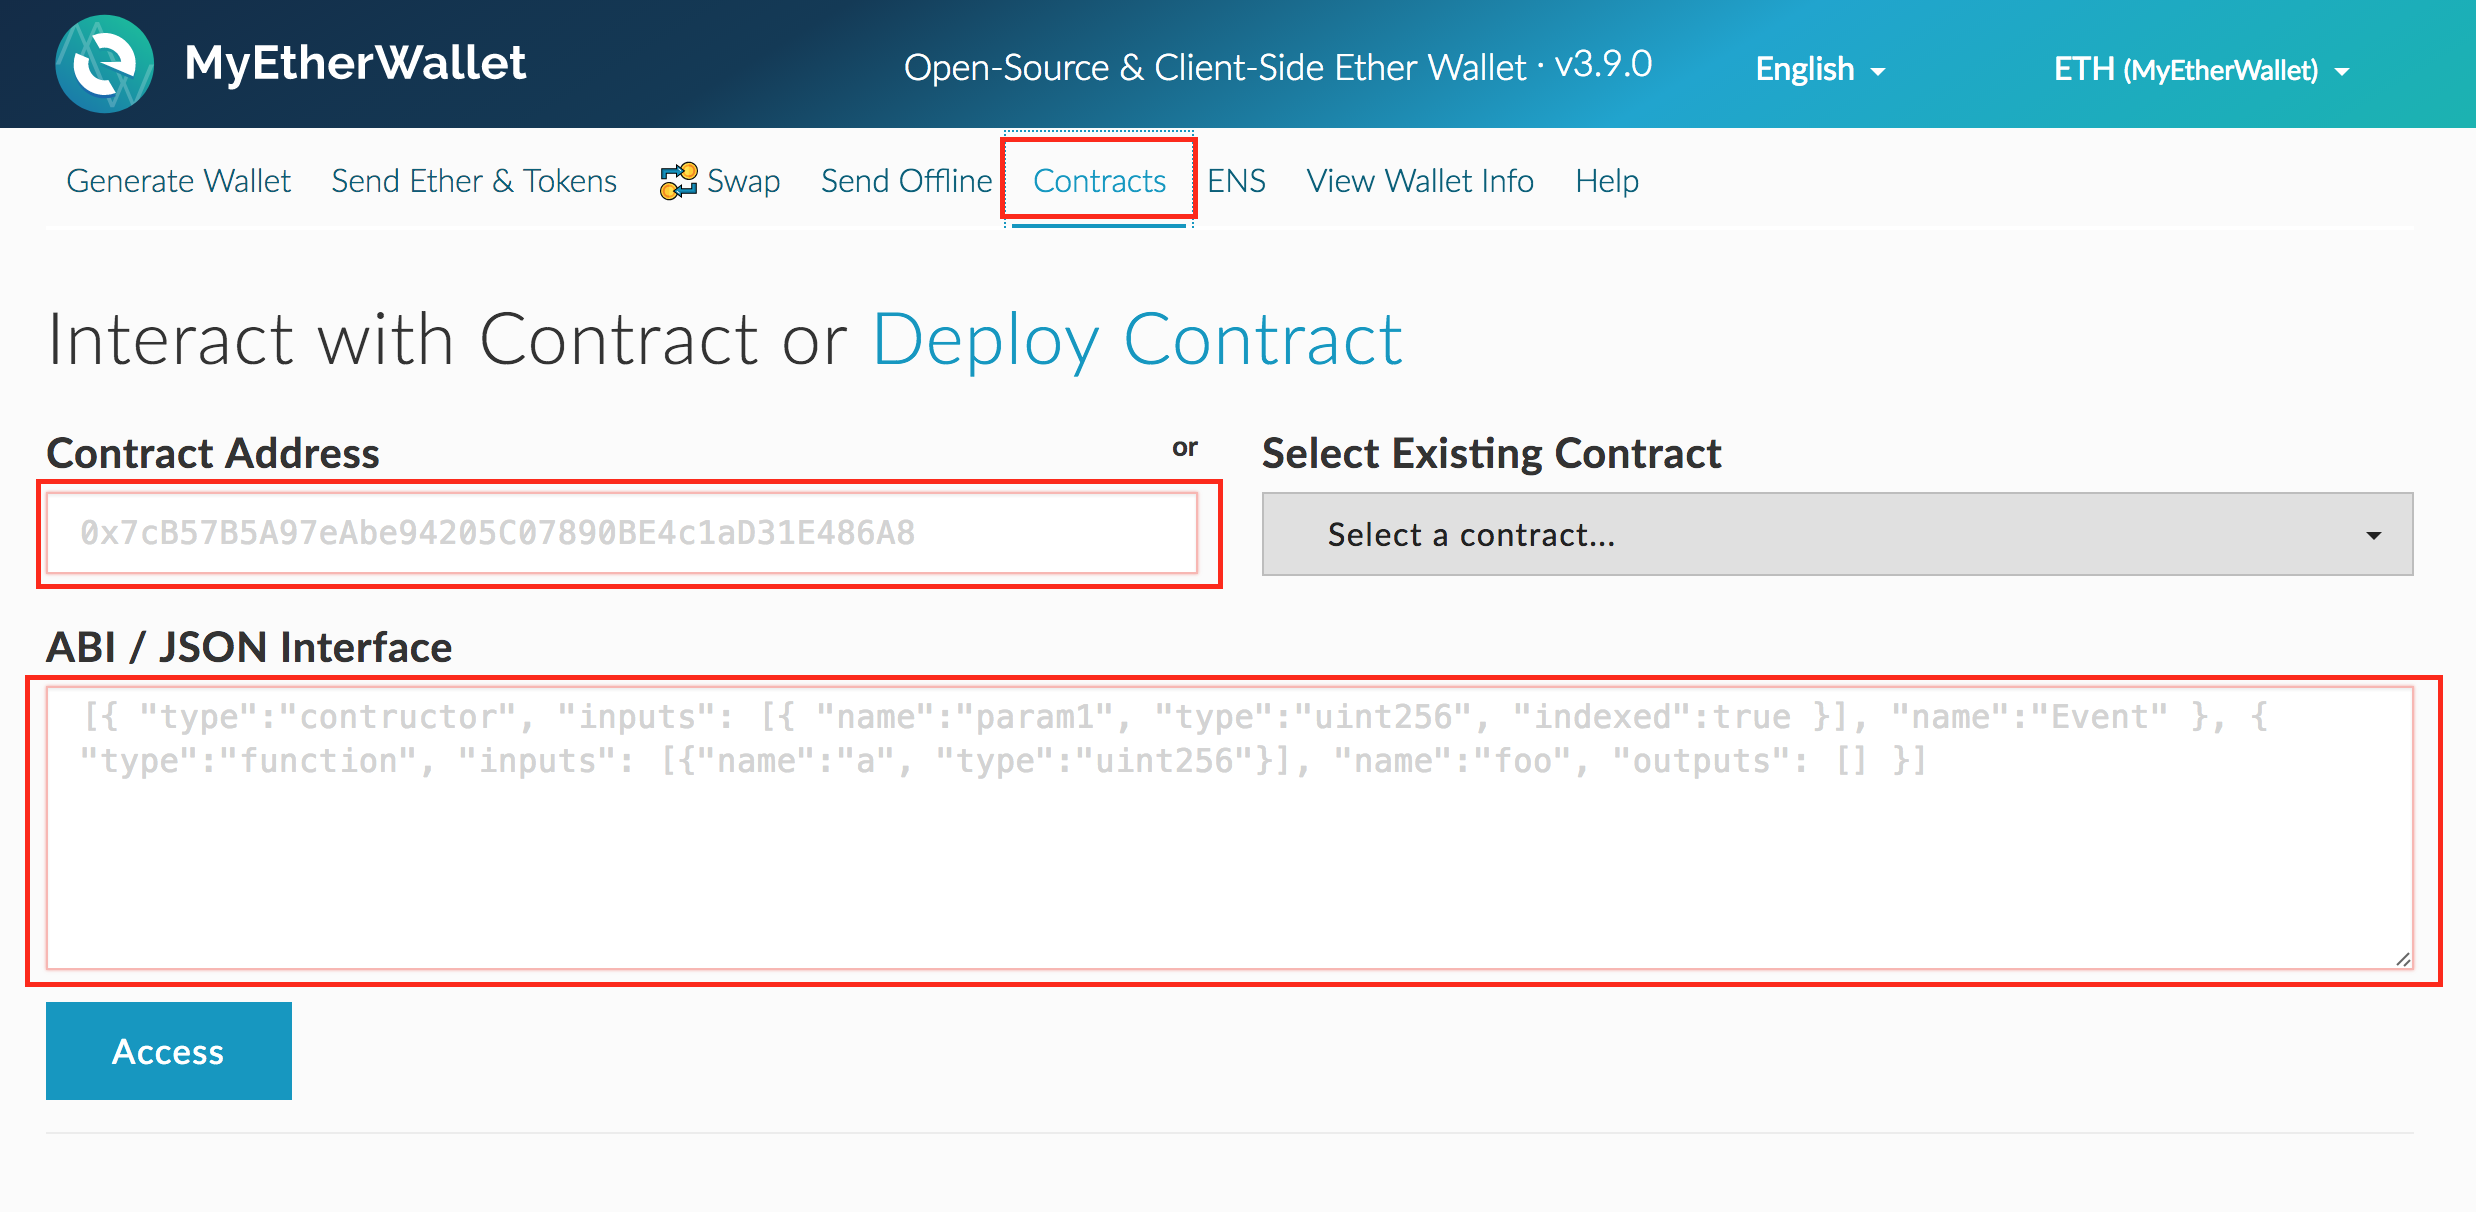 MyEtherWallet
Open-Source & Client-Side Ether Wallet · v3.9.0
English
ETH (MyEtherWallet)
Generate Wallet
Send Ether & Tokens
Swap
Send Offline
Contracts
ENS
View Wallet Info
Help
Interact with Contract or Deploy Contract
Contract Address
or
Select Existing Contract
0x7cB57B5A97eAbe94205C07890BE4c1aD31E486A8
Select a contract...
ABI / JSON Interface
[{ "type":"contructor", "inputs": [{ "name":"param1", "type":"uint256", "indexed":true }], "name":"Event" }, {
"type":"function", "inputs": [{"name":"a", "type":"uint256"}], "name":"foo", "outputs": [] }]
Access